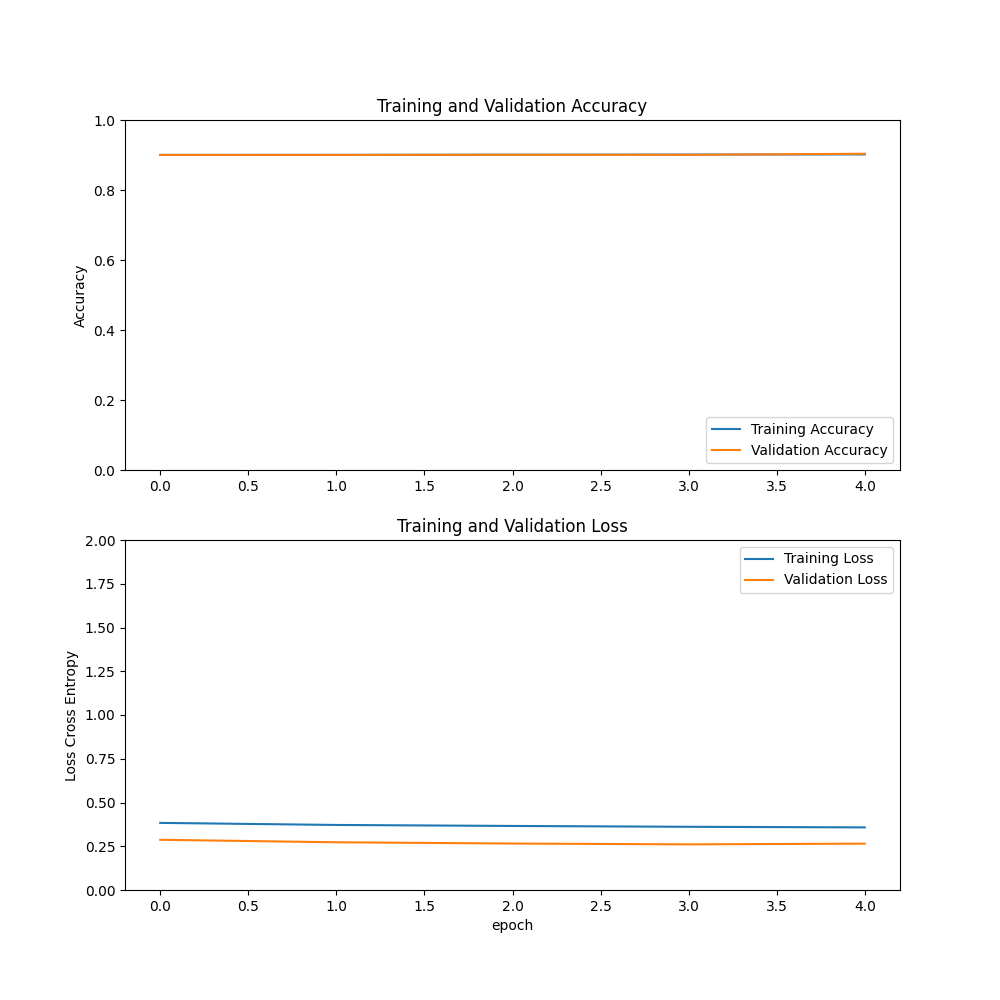 Training and Validation Accuracy
1.0
0.8
0.6
0.4
0.2
0.0
Accuracy
Training Accuracy
Validation Accuracy
0.0 0.5 1.0 1.5 2.0 2.5 3.0 3.5 4.0
Training and Validation Loss
2.00
1.75
1.50
1.25
1.00
0.75
0.50
0.25
0.00
Loss Cross Entropy
Training Loss
Validation Loss
0.0 0.5 1.0 1.5 2.0 2.5 3.0 3.5 4.0
epoch